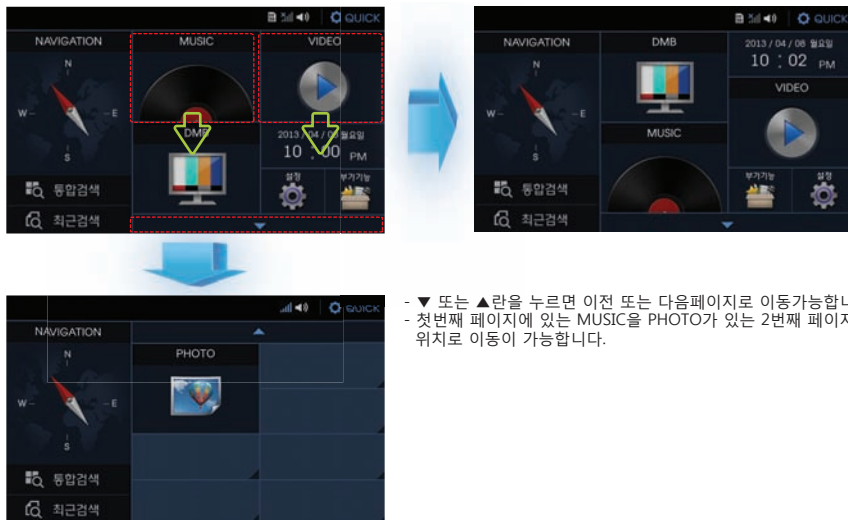 QUICK
NAVIGATION
MUSIC
VIDEO
N
W
E
S
DMB
2013 / 04 / 08 월요일
10 : 00 PM
설정
부가기능
통합검색
최근검색
▼
QUICK
NAVIGATION
DMB
2013 / 04 / 08 월요일
10 : 02 PM
N
W
E
S
VIDEO
MUSIC
부가기능
설정
통합검색
최근검색
▼
QUICK
NAVIGATION
▲
N
W
E
S
PHOTO
통합검색
최근검색
- ▼ 또는 ▲란을 누르면 이전 또는 다음페이지로 이동가능합니
- 첫번째 페이지에 있는 MUSIC을 PHOTO가 있는 2번째 페이지
위치로 이동이 가능합니다.